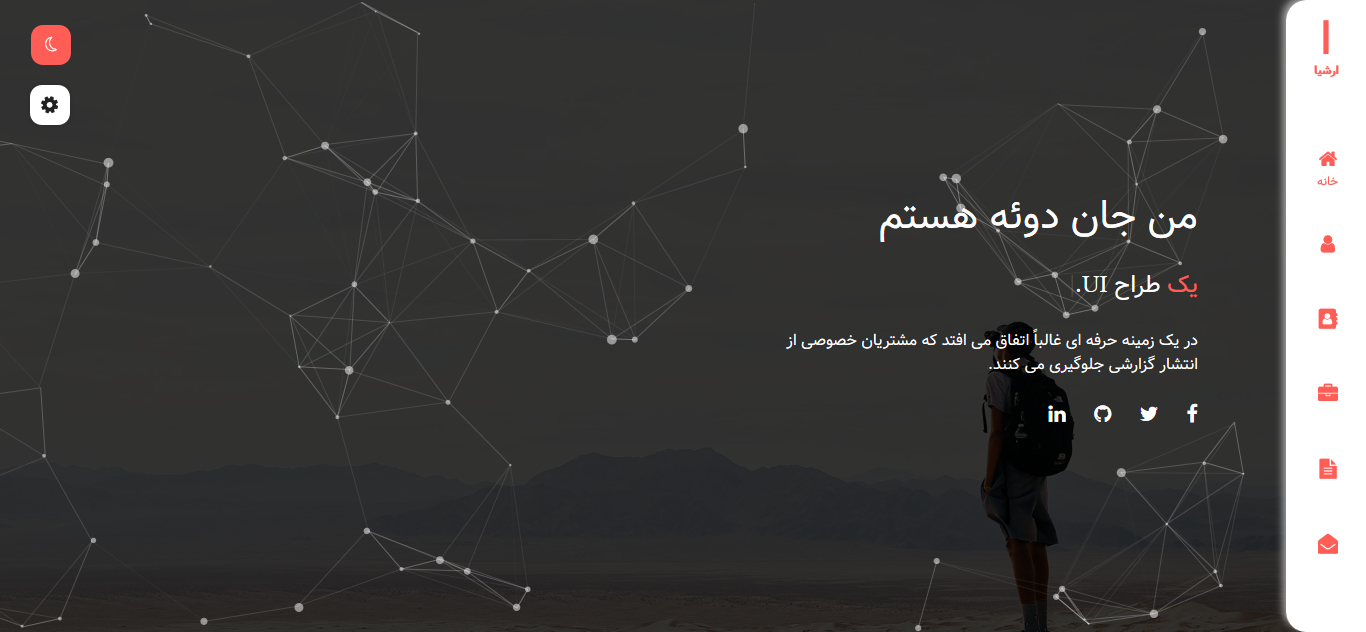 ارشیا
خانه
من جان دوئه هستم
یک طراح UI.
در یک زمینه حرفه ای غالباً اتفاق می افتد که مشتریان خصوصی از
انتشار گزارشی جلوگیری می کنند.